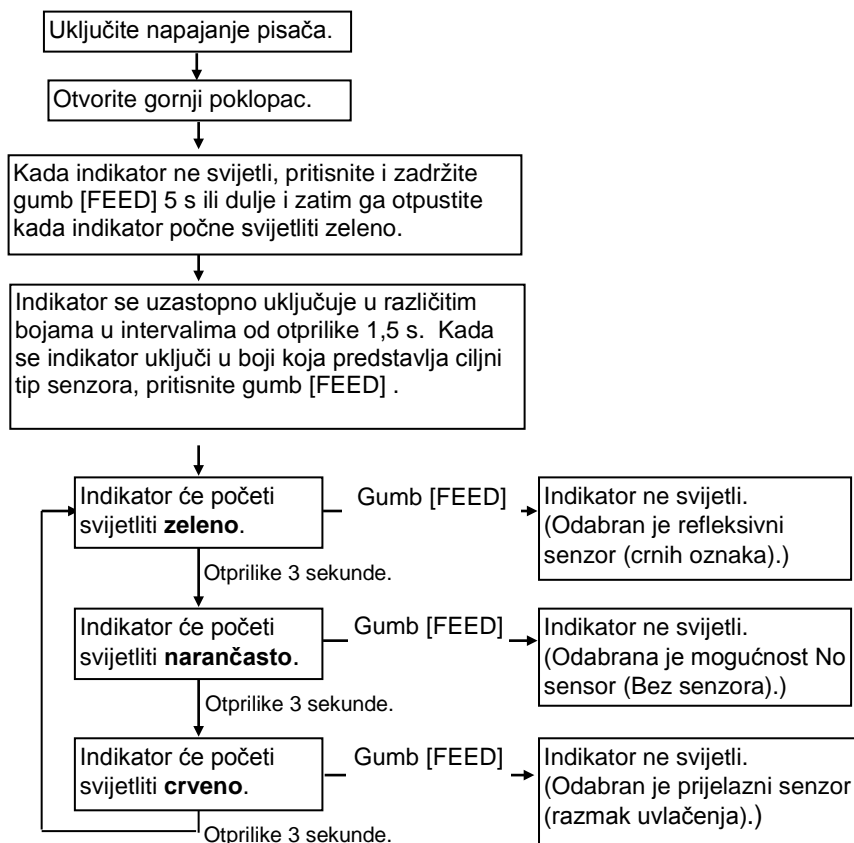 Uključite napajanje pisača.
Otvorite gornji poklopac.
Kada indikator ne svijetli, pritisnite i zadržite
gumb [FEED] 5 s ili dulje i zatim ga otpustite
kada indikator počne svijetliti zeleno.
Indikator se uzastopno uključuje u različitim
bojama u intervalima od otprilike 1,5 s.  Kada
se indikator uključi u boji koja predstavlja ciljni
tip senzora, pritisnite gumb [FEED] .
Indikator će početi
svijetliti zeleno.
Gumb [FEED]
Indikator ne svijetli.
(Odabran je refleksivni
senzor (crnih oznaka).)
Otprilike 3 sekunde.
Indikator će početi
svijetliti narančasto.
Gumb [FEED]
Indikator ne svijetli.
(Odabrana je mogućnost No
sensor (Bez senzora).)
Otprilike 3 sekunde.
Indikator će početi
svijetliti crveno.
Gumb [FEED]
Indikator ne svijetli.
(Odabran je prijelazni senzor
(razmak uvlačenja).)
Otprilike 3 sekunde.